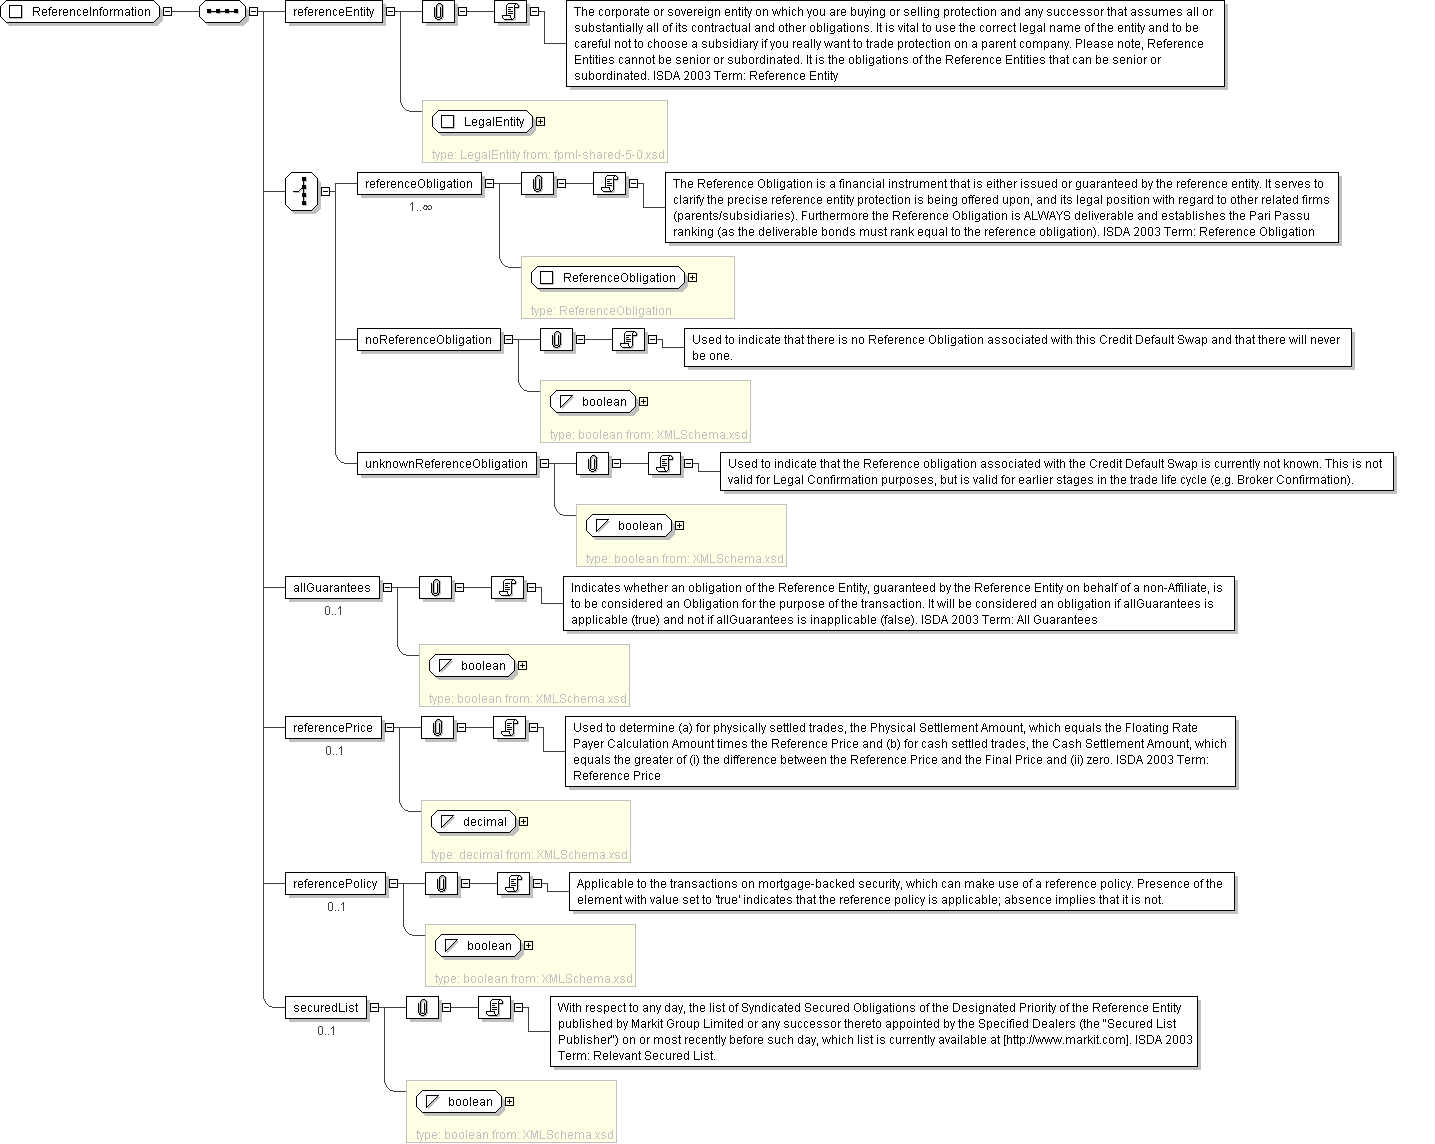 ReferenceInformation
referenceEntity
The corporate or sovereign entity on which you are buying or selling protection and any successor that assumes all or
substantially all of its contractual and other obligations. It is vital to use the correct legal name of the entity and to be
careful not to choose a subsidiary if you really want to trade protection on a parent company. Please note, Reference
Entities cannot be senior or subordinated. It is the obligations of the Reference Entities that can be senior or
subordinated. ISDA 2003 Term: Reference Entity
LegalEntity
type: LegalEntity from: fpml-shared-5-0.xsd
referenceObligation
1..∞
The Reference Obligation is a financial instrument that is either issued or guaranteed by the reference entity. It serves to
clarify the precise reference entity protection is being offered upon, and its legal position with regard to other related firms
(parents/subsidiaries). Furthermore the Reference Obligation is ALWAYS deliverable and establishes the Pari Passu
ranking (as the deliverable bonds must rank equal to the reference obligation). ISDA 2003 Term: Reference Obligation
ReferenceObligation
type: ReferenceObligation
noReferenceObligation
Used to indicate that there is no Reference Obligation associated with this Credit Default Swap and that there will never
be one.
boolean
type: boolean from: XMLSchema.xsd
unknownReferenceObligation
Used to indicate that the Reference obligation associated with the Credit Default Swap is currently not known. This is not
valid for Legal Confirmation purposes, but is valid for earlier stages in the trade life cycle (e.g. Broker Confirmation).
boolean
type: boolean from: XMLSchema.xsd
allGuarantees
0..1
Indicates whether an obligation of the Reference Entity, guaranteed by the Reference Entity on behalf of a non-Affiliate, is
to be considered an Obligation for the purpose of the transaction. It will be considered an obligation if allGuarantees is
applicable (true) and not if allGuarantees is inapplicable (false). ISDA 2003 Term: All Guarantees
boolean
type: boolean from: XMLSchema.xsd
referencePrice
0..1
Used to determine (a) for physically settled trades, the Physical Settlement Amount, which equals the Floating Rate
Payer Calculation Amount times the Reference Price and (b) for cash settled trades, the Cash Settlement Amount, which
equals the greater of (i) the difference between the Reference Price and the Final Price and (ii) zero. ISDA 2003 Term:
Reference Price
decimal
type: decimal from: XMLSchema.xsd
referencePolicy
0..1
Applicable to the transactions on mortgage-backed security, which can make use of a reference policy. Presence of the
element with value set to 'true' indicates that the reference policy is applicable; absence implies that it is not.
boolean
type: boolean from: XMLSchema.xsd
securedList
0..1
With respect to any day, the list of Syndicated Secured Obligations of the Designated Priority of the Reference Entity
published by Markit Group Limited or any successor thereto appointed by the Specified Dealers (the "Secured List
Publisher") on or most recently before such day, which list is currently available at [http://www.markit.com]. ISDA 2003
Term: Relevant Secured List.
boolean
type: boolean from: XMLSchema.xsd